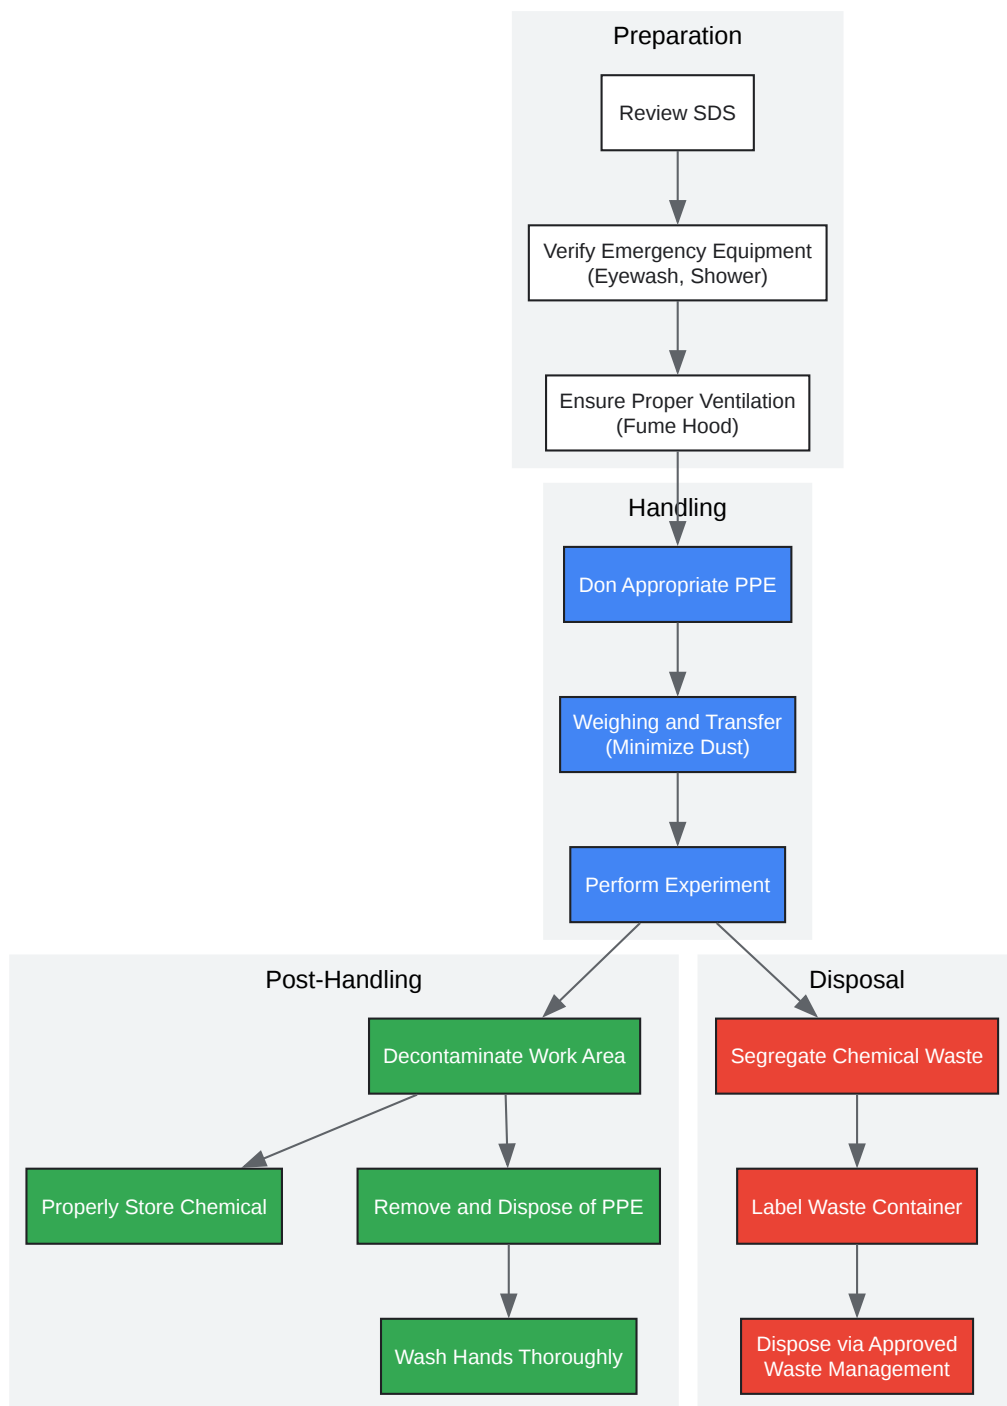 Preparation
Review SDS
Verify Emergency Equipment
(Eyewash, Shower)
Ensure Proper Ventilation
(Fume Hood)
Handling
Don Appropriate PPE
Weighing and Transfer
(Minimize Dust)
Perform Experiment
Post-Handling
Decontaminate Work Area
Properly Store Chemical
Remove and Dispose of PPE
Wash Hands Thoroughly
Disposal
Segregate Chemical Waste
Label Waste Container
Dispose via Approved
Waste Management